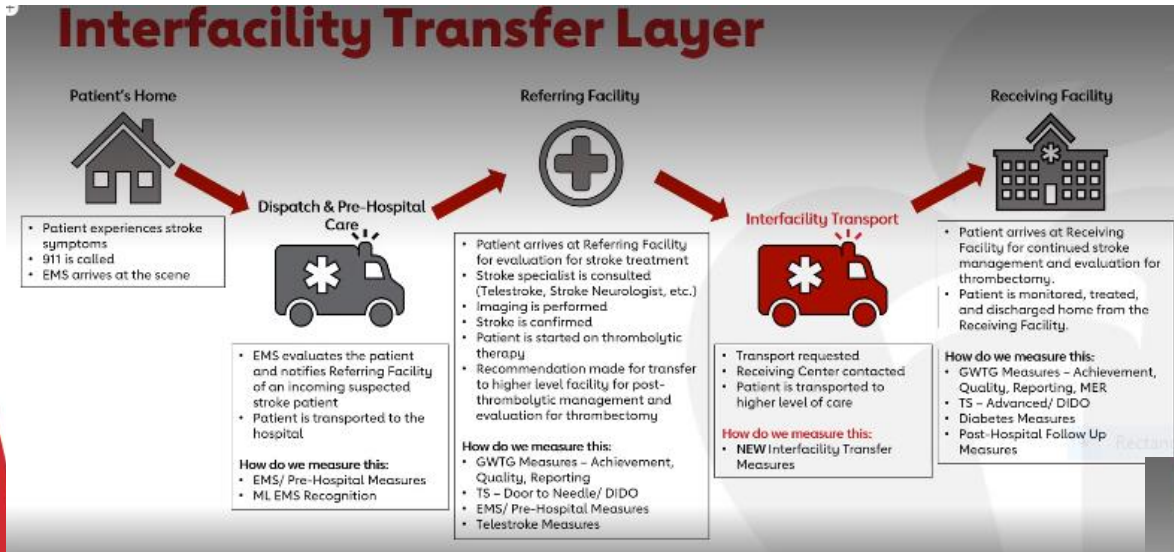 Interfacility Transfer Layer
Patient's Home
• Patient experiences stroke
symptoms
• 911 is called
• EMS arrives at the scene
Dispatch & Pre-Hospital
Care
• EMS evaluates the patient
and notifies Referring Facility
of an incoming suspected
stroke patient
• Patient is transported to the
hospital
How do we measure this:
• EMS/ Pre-Hospital Measures
• ML EMS Recognition
Referring Facility
• Patient arrives at Referring Facility
for evaluation for stroke treatment
• Stroke specialist is consulted
(Telestroke, Stroke Neurologist, etc.)
• Imaging is performed
• Stroke is confirmed
• Patient is started on thrombolytic
therapy
• Recommendation made for transfer
to higher level facility for post-
thrombolytic management and
evaluation for thrombectomy
How do we measure this:
• GWTG Measures – Achievement,
Quality, Reporting
• TS – Door to Needle/ DIDO
• EMS/ Pre-Hospital Measures
• Telestroke Measures
Interfacility Transport
• Transport requested
• Receiving Center contacted
• Patient is transported to
higher level of care
How do we measure this:
• NEW Interfacility Transfer
Measures
Receiving Facility
• Patient arrives at Receiving
Facility for continued stroke
management and evaluation for
thrombectomy.
• Patient is monitored, treated,
and discharged home from the
Receiving Facility.
How do we measure this:
• GWTG Measures – Achievement,
Quality, Reporting, MER
• TS – Advanced/ DIDO
• Diabetes Measures
• Post-Hospital Follow Up
Measures
Rectan